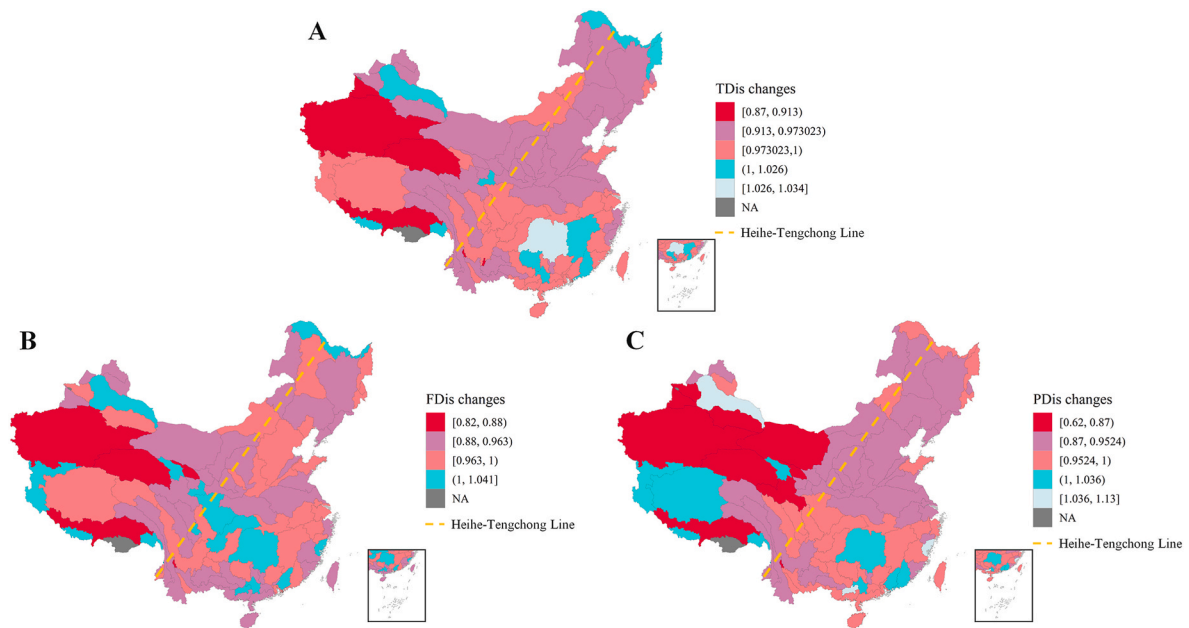 A
TDis changes
[0.87, 0.913)
[0.913, 0.973023)
[0.973023,1)
(1, 1.026)
[1.026, 1.034]
NA
Heihe-Tengchong Line
B
FDis changes
[0.82, 0.88)
[0.88, 0.963)
[0.963, 1)
(1, 1.041]
NA
Heihe-Tengchong Line
C
PDis changes
[0.62, 0.87)
[0.87, 0.9524)
[0.9524, 1)
(1, 1.036)
[1.036, 1.13]
NA
Heihe-Tengchong Line